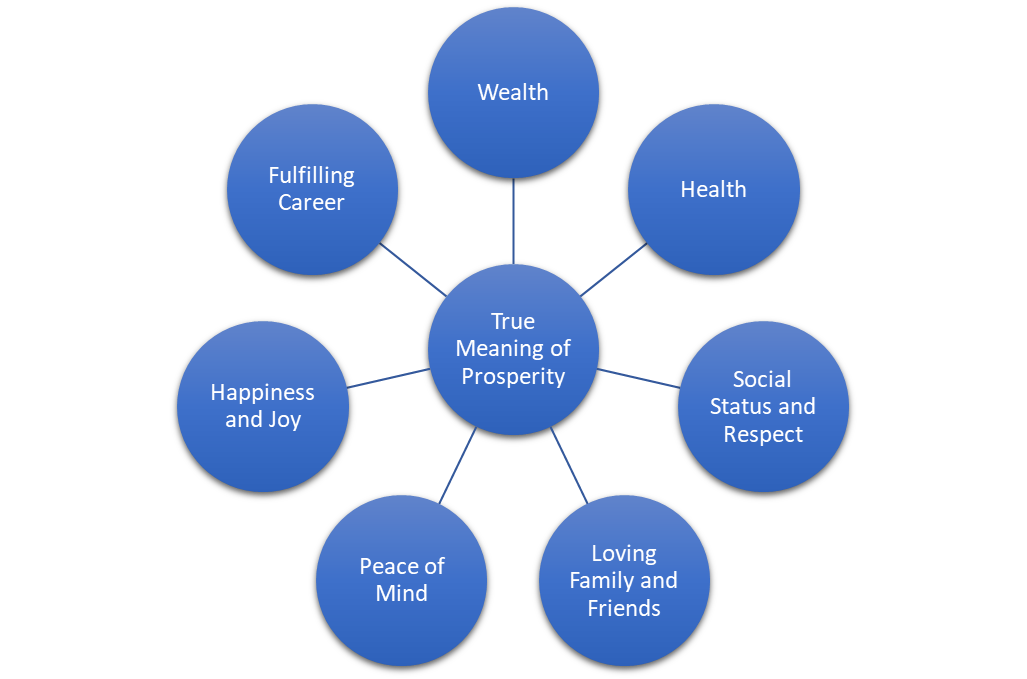 Wealth
Health
Social
Status and
Respect
Loving
Family and
Friends
Peace of
Mind
Happiness
and Joy
Fulfilling
Career
True
Meaning of
Prosperity